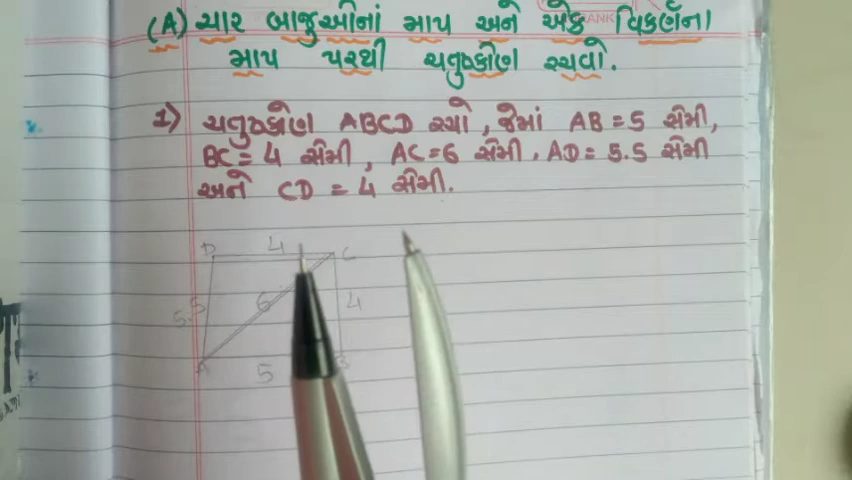 (A) ચાર બાજુઓનાં માપ અને એક વિકર્ણના
માપ પરથી ચતુષ્કોણ રચવો.
1) ચતુષ્કોણ ABCD રચો, જેમાં AB = 5 સેમી,
BC = 4 સેમી, AC = 6 સેમી, AD = 5.5 સેમી
અને CD = 4 સેમી.
D 4 C
5.5 6 4
A 5 B